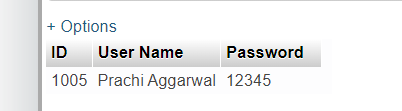 + Options
ID User Name Password
1005 Prachi Aggarwal 12345